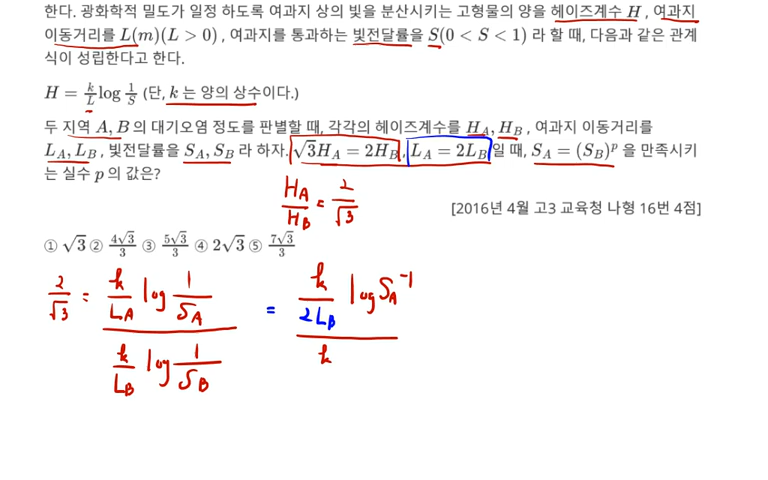 한다. 광화학적 밀도가 일정 하도록 여과지 상의 빛을 분산시키는 고형물의 양을 헤이즈계수 H , 여과지
이동거리를 L(m)(L > 0) , 여과지를 통과하는 빛전달률을 S(0 < S < 1) 라 할 때, 다음과 같은 관계
식이 성립한다고 한다.
H = k/L log 1/S (단, k 는 양의 상수이다.)
두 지역 A, B 의 대기오염 정도를 판별할 때, 각각의 헤이즈계수를 H_A, H_B , 여과지 이동거리를
L_A, L_B , 빛전달률을 S_A, S_B 라 하자. √3H_A = 2H_B , L_A = 2L_B 일 때, S_A = (S_B)^p 을 만족시키
는 실수 p 의 값은?
H_A/H_B = 2/√3
[2016년 4월 고3 교육청 나형 16번 4점]
① √3 ② 4√3/3 ③ 5√3/3 ④ 2√3 ⑤ 7√3/3
2/√3 = (k/L_A log 1/S_A)/(k/L_B log 1/S_B) = (k/2L_B log S_A^-1)/(k